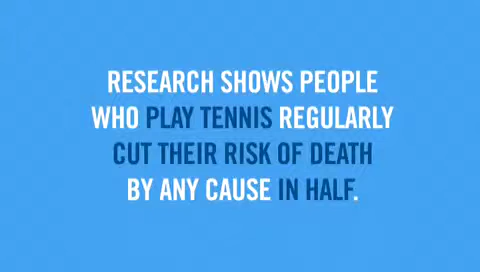 RESEARCH SHOWS PEOPLE
WHO PLAY TENNIS REGULARLY
CUT THEIR RISK OF DEATH
BY ANY CAUSE IN HALF.